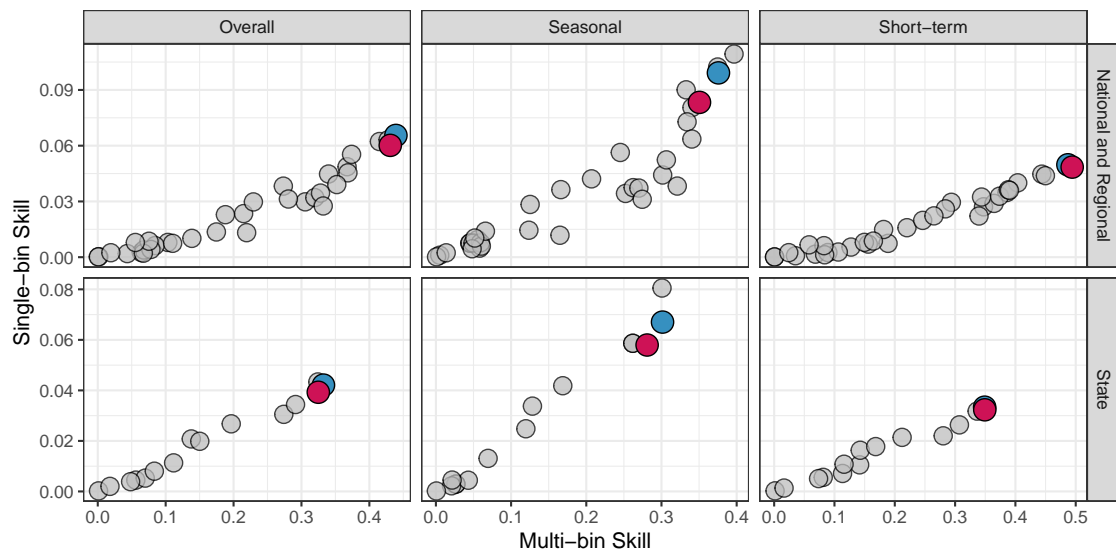 Overall
Seasonal
Short−term
National and Regional
State
Single−bin Skill
0.09
0.06
0.03
0.00
0.08
0.06
0.04
0.02
0.00
0.0 0.1 0.2 0.3 0.4
0.0 0.1 0.2 0.3 0.4
0.0 0.1 0.2 0.3 0.4 0.5
Multi−bin Skill